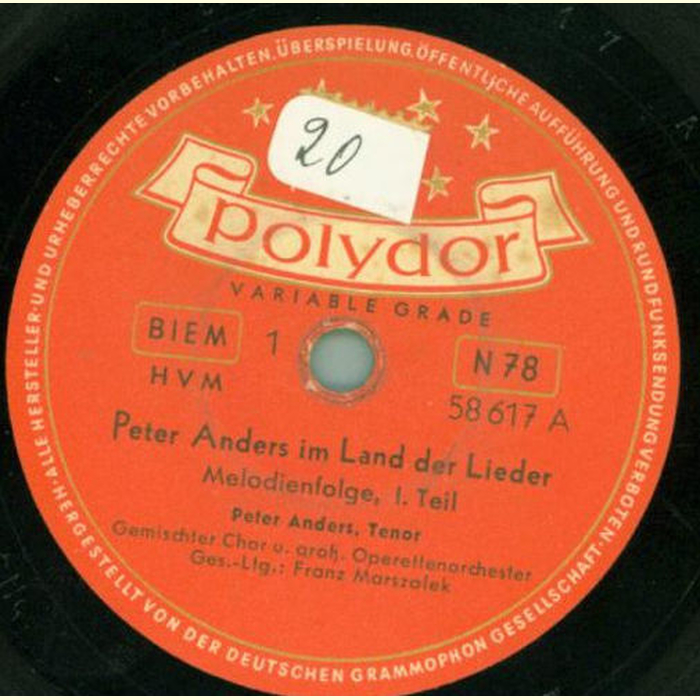 20
polydor
VARIABLE GRADE
BIEM 1 N 78
HVM 58617 A
Peter Anders im Land der Lieder
Melodienfolge, I. Teil
Peter Anders, Tenor
Gemischter Chor u. groß. Operettenorchester
Ges.-Ltg.: Franz Marszalek
·ALLE HERSTELLER-UND URHEBERRECHTE VORBEHALTEN.ÜBERSPIELUNG,ÖFFENTLICHE AUFFÜHRUNG UND RUNDFUNKSENDUNG VERBOTEN·
HERGESTELLT VON DER DEUTSCHEN GRAMMOPHON GESELLSCHAFT·